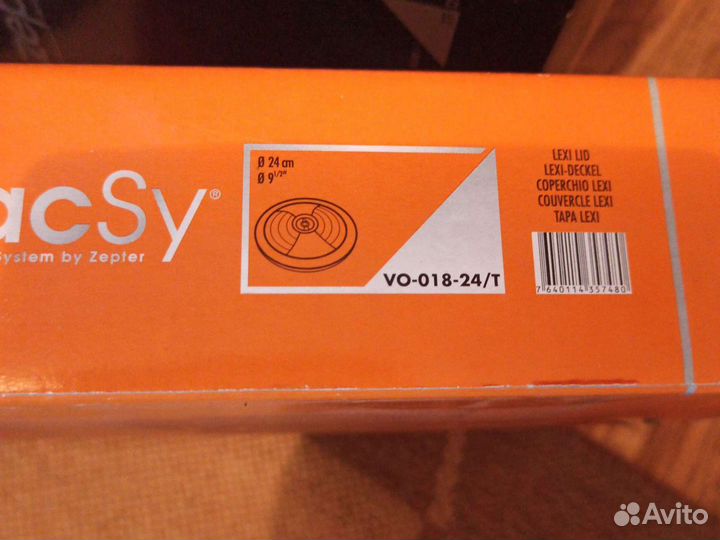 acSy®
System by Zepter
Ø 24 cm
Ø 9 1/2"
VO-018-24/T
LEXI LID
LEXI-DECKEL
COPERCHIO LEXI
COUVERCLE LEXI
TAPA LEXI
7 640114 357480
Avito